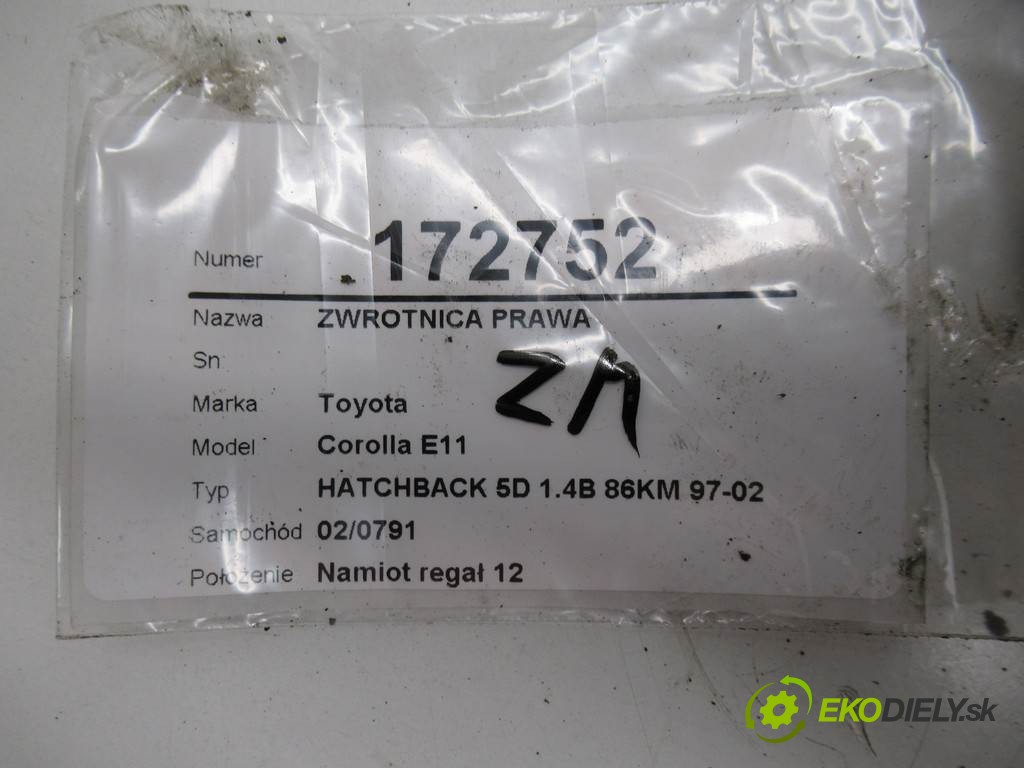 Numer 172752
Nazwa ZWROTNICA PRAWA
Sn
Marka Toyota
Model Corolla E11
Typ HATCHBACK 5D 1.4B 86KM 97-02
Samochód 02/0791
Położenie Namiot regał 12
EKODIELY.sk